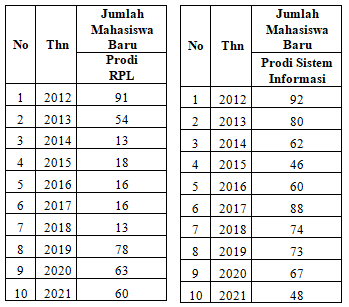 No Thn Jumlah
Mahasiswa
Baru
Prodi
RPL
1 2012 91
2 2013 54
3 2014 13
4 2015 18
5 2016 16
6 2017 16
7 2018 13
8 2019 78
9 2020 63
10 2021 60
No Thn Jumlah
Mahasiswa
Baru
Prodi Sistem
Informasi
1 2012 92
2 2013 80
3 2014 62
4 2015 46
5 2016 60
6 2017 88
7 2018 74
8 2019 73
9 2020 67
10 2021 48